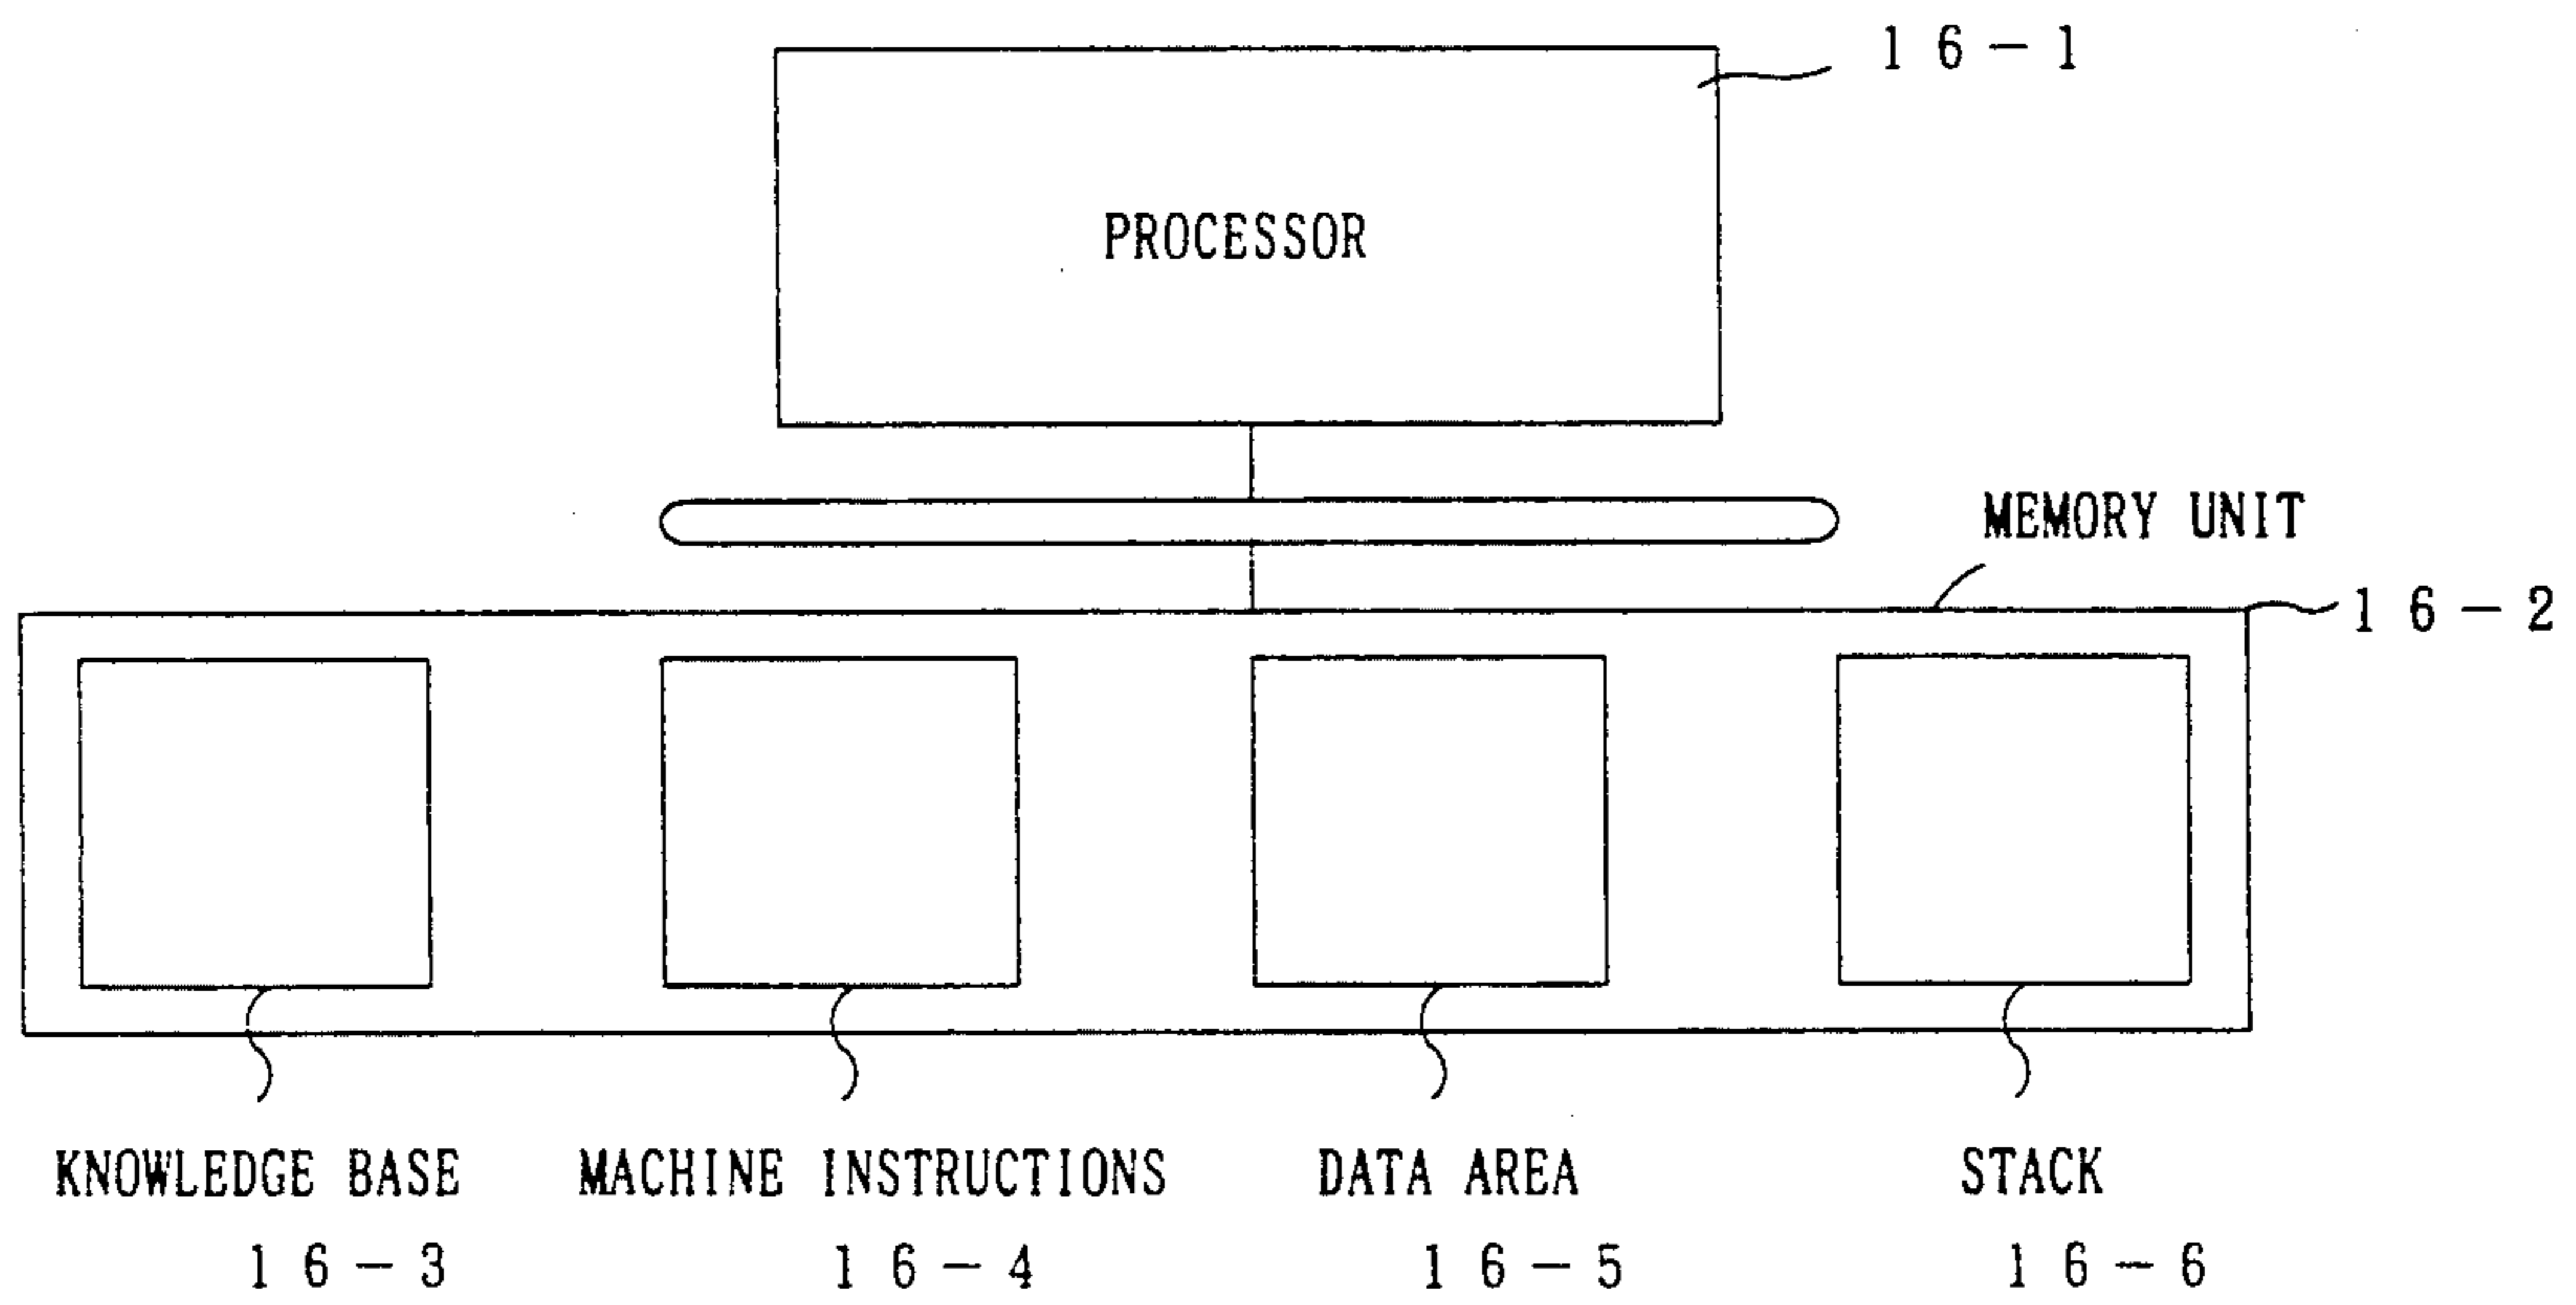 16-1
PROCESSOR
MEMORY UNIT
16-2
KNOWLEDGE BASE MACHINE INSTRUCTIONS DATA AREA STACK
16-3 16-4 16-5 16-6